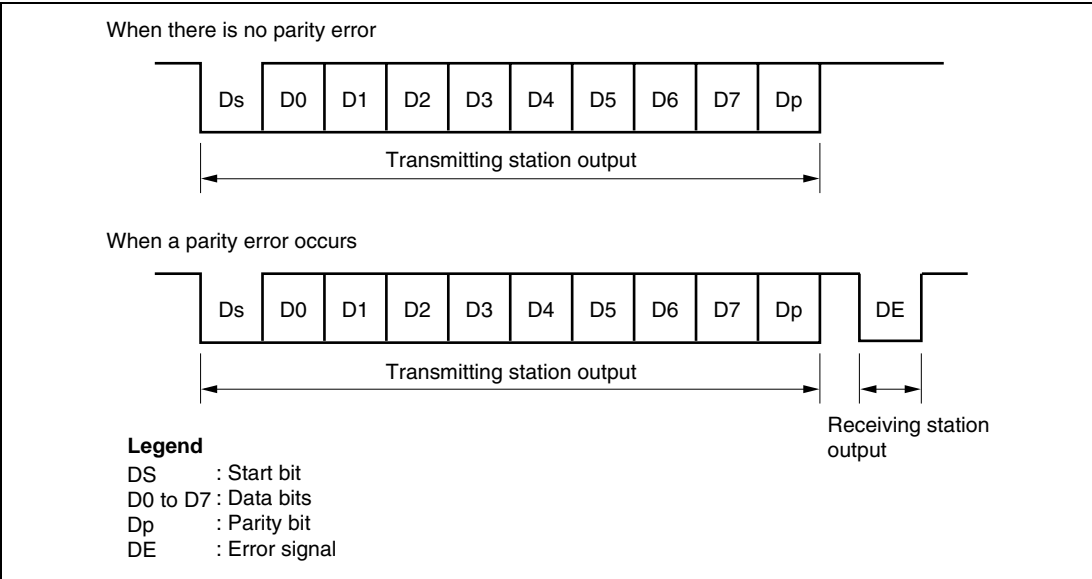 When there is no parity error
Ds D0 D1 D2 D3 D4 D5 D6 D7 Dp
Transmitting station output
When a parity error occurs
Ds D0 D1 D2 D3 D4 D5 D6 D7 Dp DE
Transmitting station output
Receiving station
output
Legend
DS : Start bit
D0 to D7 : Data bits
Dp : Parity bit
DE : Error signal